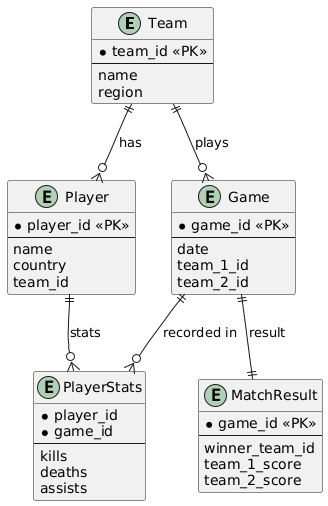 E Team
* team_id «PK»
name
region
has
plays
E Player
* player_id «PK»
name
country
team_id
E Game
* game_id «PK»
date
team_1_id
team_2_id
stats
recorded in
result
E PlayerStats
* player_id
* game_id
kills
deaths
assists
E MatchResult
* game_id «PK»
winner_team_id
team_1_score
team_2_score